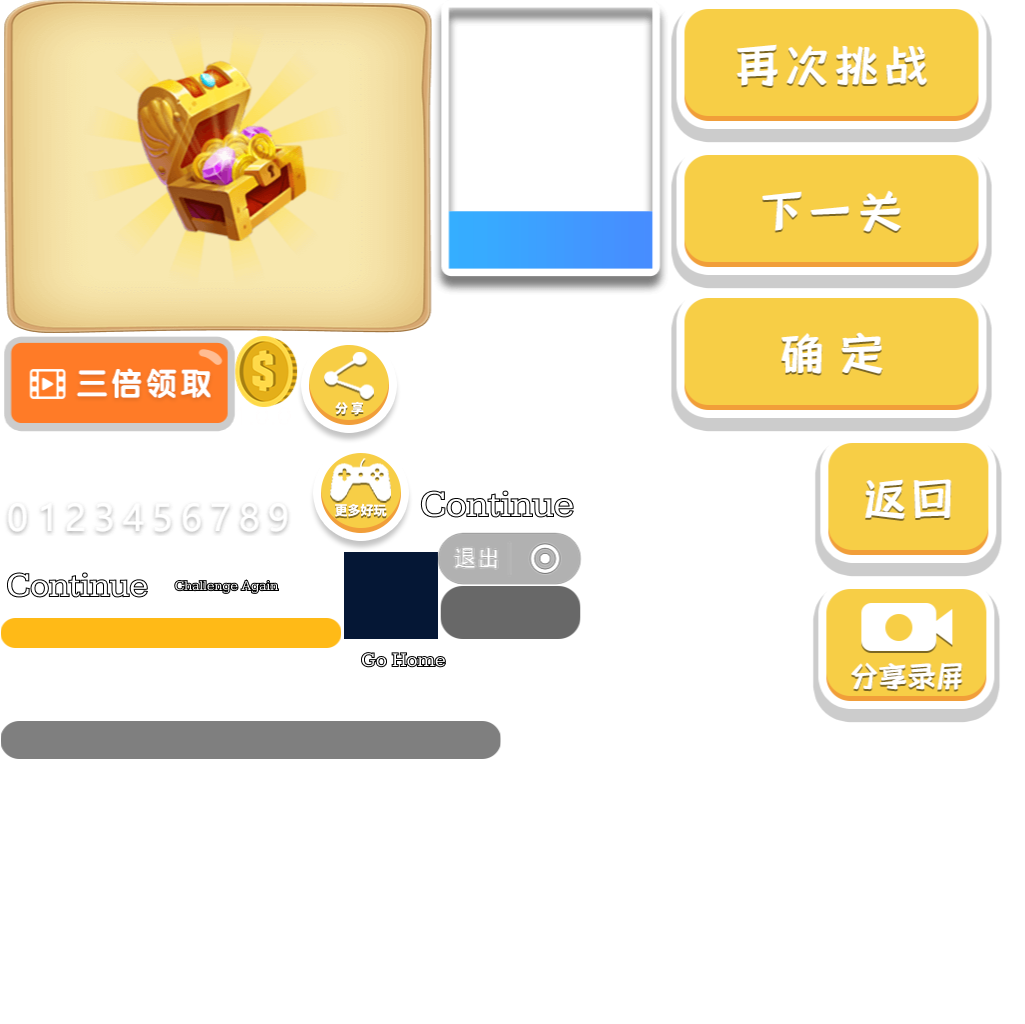 再次挑战
下一关
确定
三倍领取
$
分享
更多好玩
Continue
返回
0123456789
退出
Continue
Challenge Again
Go Home
分享录屏